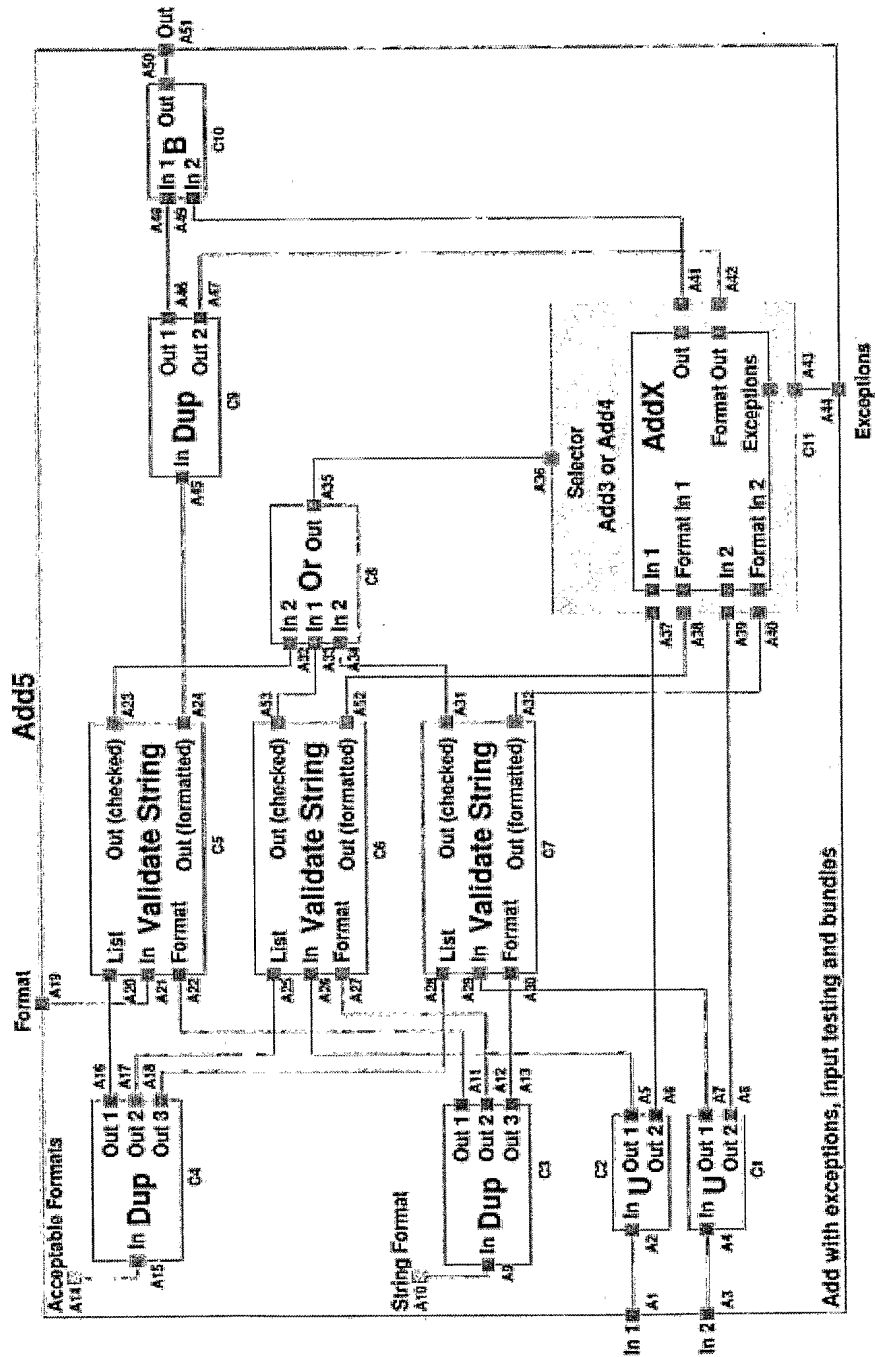 Add5
Format
A19
Acceptable Formats
A14
In Dup
A15
Out 1
Out 2
Out 3
A16
A17
A18
C4
List
In Validate String
Format
Out (checked)
Out (formatted)
A20
A21
A22
A23
A24
C5
In Dup
Out 1
Out 2
A45
A46
A47
C9
In 1
B
In 2
Out
A48
A49
A50
C10
Out
A51
List
In Validate String
Format
Out (checked)
Out (formatted)
A25
A26
A27
A53
A52
C6
In 2
In 1 Or out
In 2
A32
A33
A34
A35
C8
String Format
A10
In Dup
A9
Out 1
Out 2
Out 3
A11
A12
A13
C3
List
In Validate String
Format
Out (checked)
Out (formatted)
A28
A29
A30
A31
A32
C7
A36
Selector
Add3 or Add4
In 1
Format In 1
In 2
Format In 2
AddX
Out
Format Out
Exceptions
A37
A38
A39
A40
A41
A42
A43
C11
A44
Exceptions
In 1
A1
A2
In U Out 1
Out 2
A5
A6
C2
In 2
A3
A4
In U Out 1
Out 2
A7
A8
C1
Add with exceptions, input testing and bundles